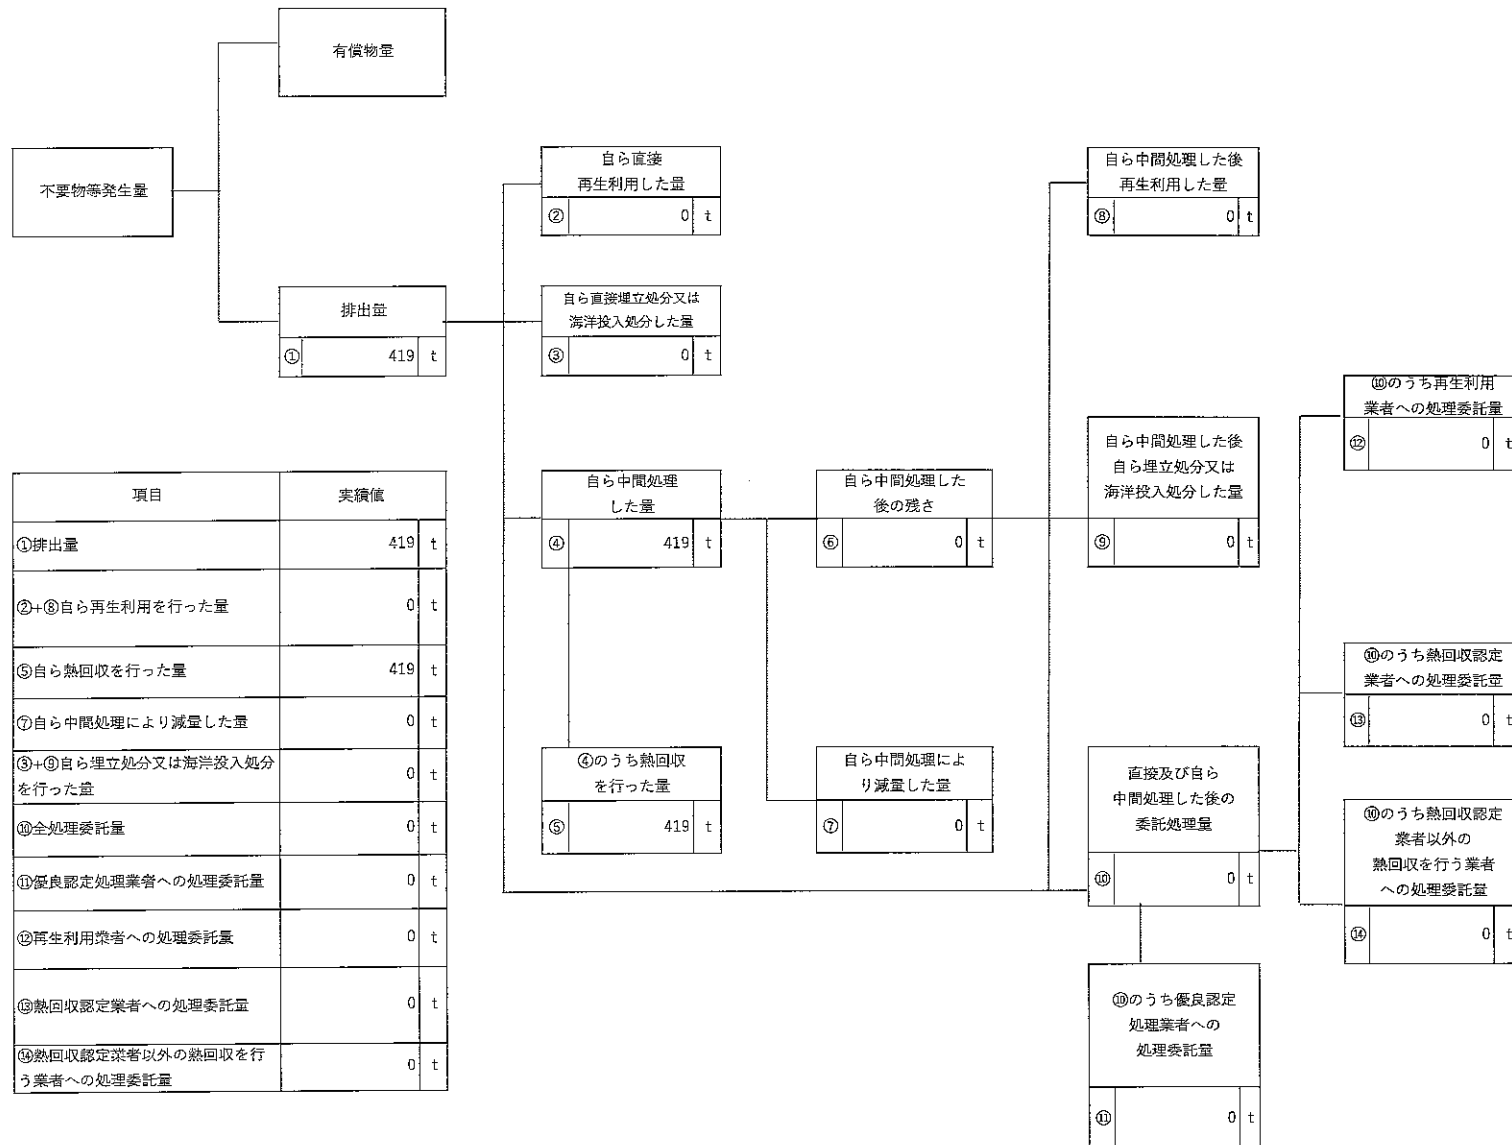 有償物量
不要物等発生量
排出量
① 419 t
自ら直接
再生利用した量
② 0 t
自ら直接埋立処分又は
海洋投入処分した量
③ 0 t
自ら中間処理
した量
④ 419 t
④のうち熱回収
を行った量
⑤ 419 t
自ら中間処理した
後の残さ
⑥ 0 t
自ら中間処理によ
り減量した量
⑦ 0 t
自ら中間処理した後
再生利用した量
⑧ 0 t
自ら中間処理した後
自ら埋立処分又は
海洋投入処分した量
⑨ 0 t
直接及び自ら
中間処理した後の
委託処理量
⑩ 0 t
⑩のうち優良認定
処理業者への
処理委託量
⑪ 0 t
⑩のうち再生利用
業者への処理委託量
⑫ 0 t
⑩のうち熱回収認定
業者への処理委託量
⑬ 0 t
⑩のうち熱回収認定
業者以外の
熱回収を行う業者
への処理委託量
⑭ 0 t
項目 実績値
①排出量 419 t
②+⑧自ら再生利用を行った量 0 t
⑤自ら熱回収を行った量 419 t
⑦自ら中間処理により減量した量 0 t
③+⑨自ら埋立処分又は海洋投入処分
を行った量 0 t
⑩全処理委託量 0 t
⑪優良認定処理業者への処理委託量 0 t
⑫再生利用業者への処理委託量 0 t
⑬熱回収認定業者への処理委託量 0 t
⑭熱回収認定業者以外の熱回収を行
う業者への処理委託量 0 t